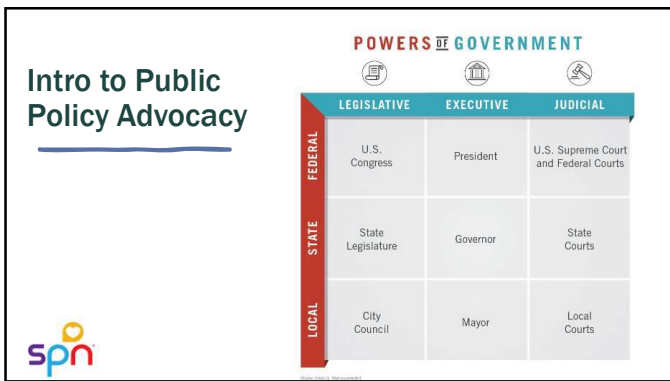 Intro to Public
Policy Advocacy
POWERS OF GOVERNMENT
LEGISLATIVE EXECUTIVE JUDICIAL
FEDERAL
U.S.
Congress
President
U.S. Supreme Court
and Federal Courts
STATE
State
Legislature
Governor
State
Courts
LOCAL
City
Council
Mayor
Local
Courts
spn